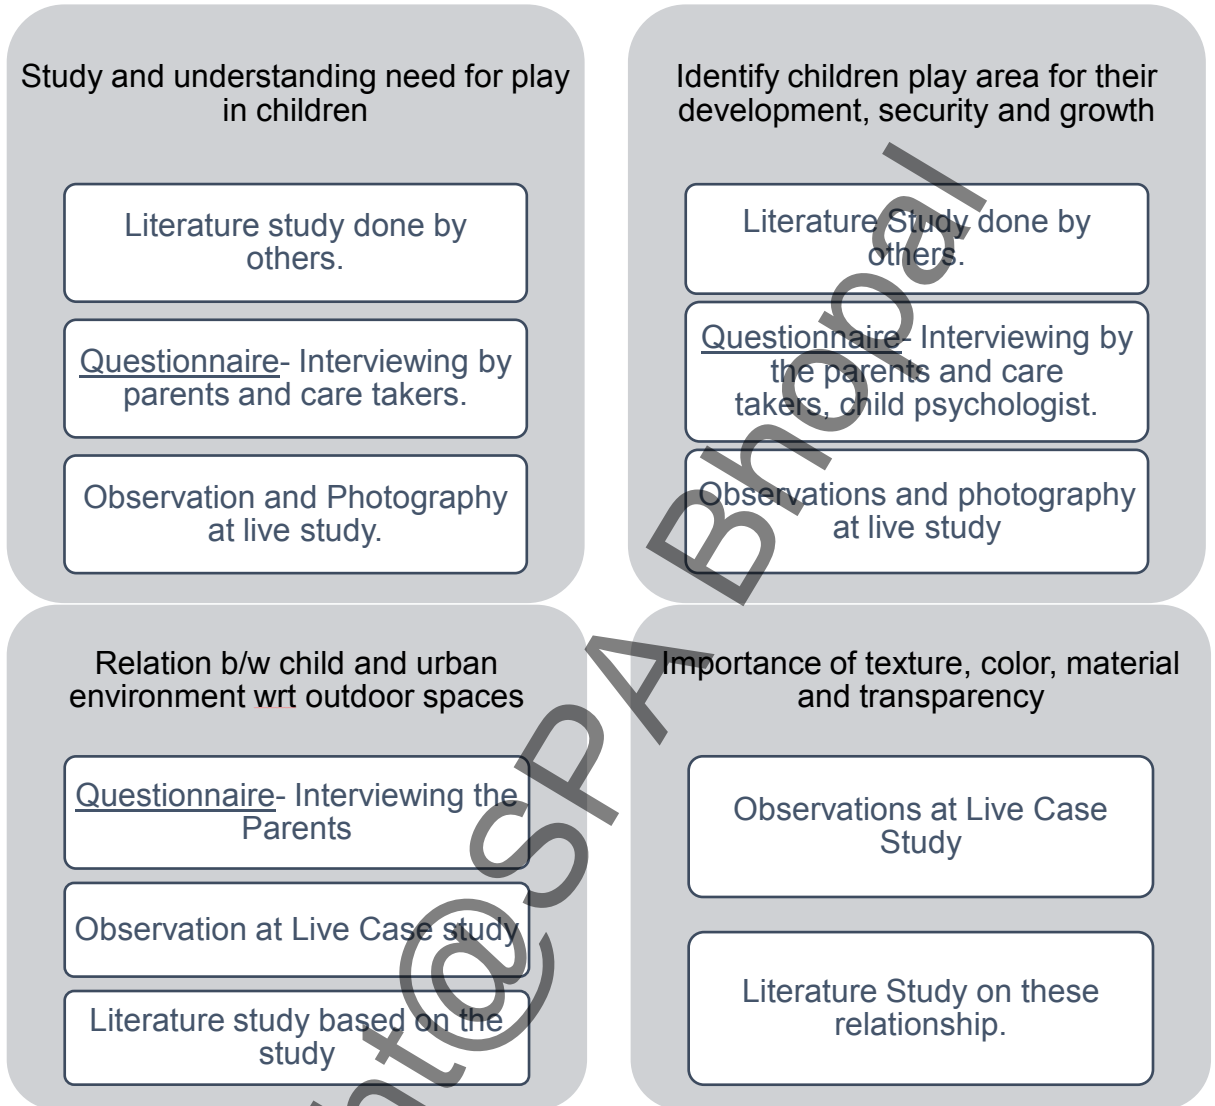 Study and understanding need for play
in children
Literature study done by
others.
Questionnaire- Interviewing by
parents and care takers.
Observation and Photography
at live study.
Identify children play area for their
development, security and growth
Literature Study done by
others.
Questionnaire- Interviewing by
the parents and care
takers, child psychologist.
Observations and photography
at live study
Relation b/w child and urban
environment wrt outdoor spaces
Questionnaire- Interviewing the
Parents
Observation at Live Case study
Literature study based on the
study
Importance of texture, color, material
and transparency
Observations at Live Case
Study
Literature Study on these
relationship.
ht@SPA Bhopal